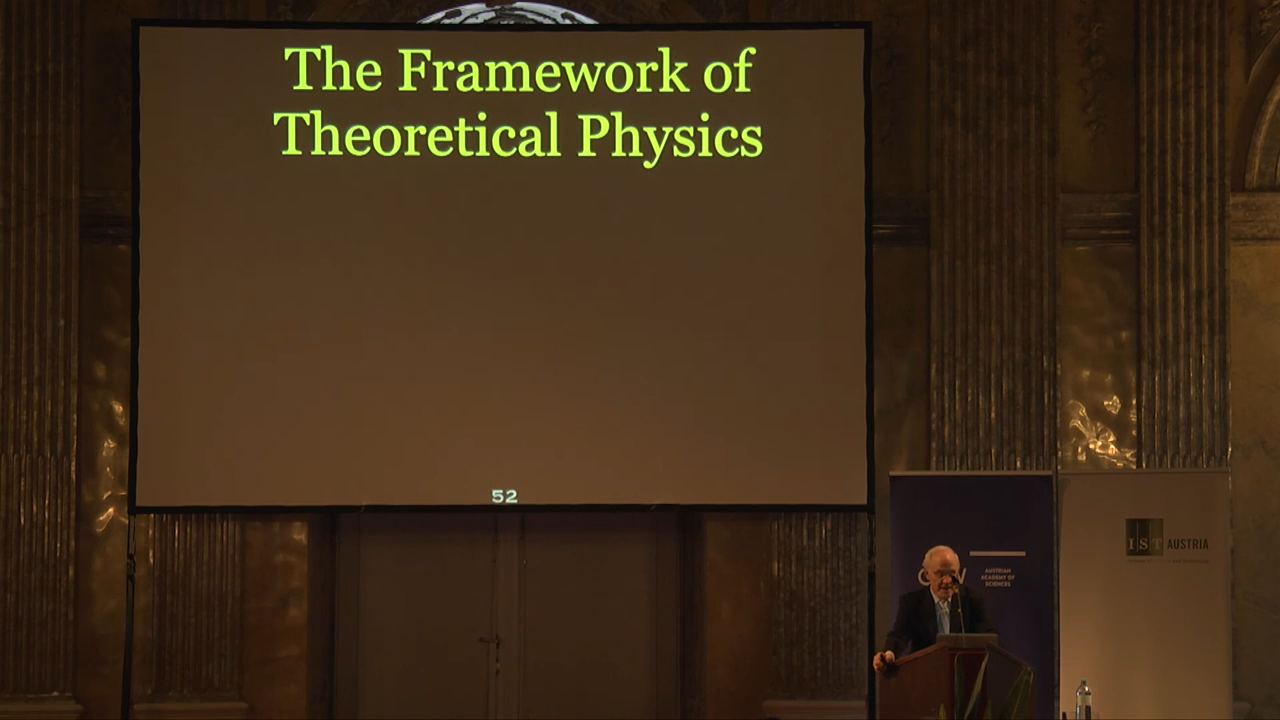 The Framework of
Theoretical Physics
52
IST AUSTRIA
AUSTRIAN
ACADEMY OF
SCIENCES